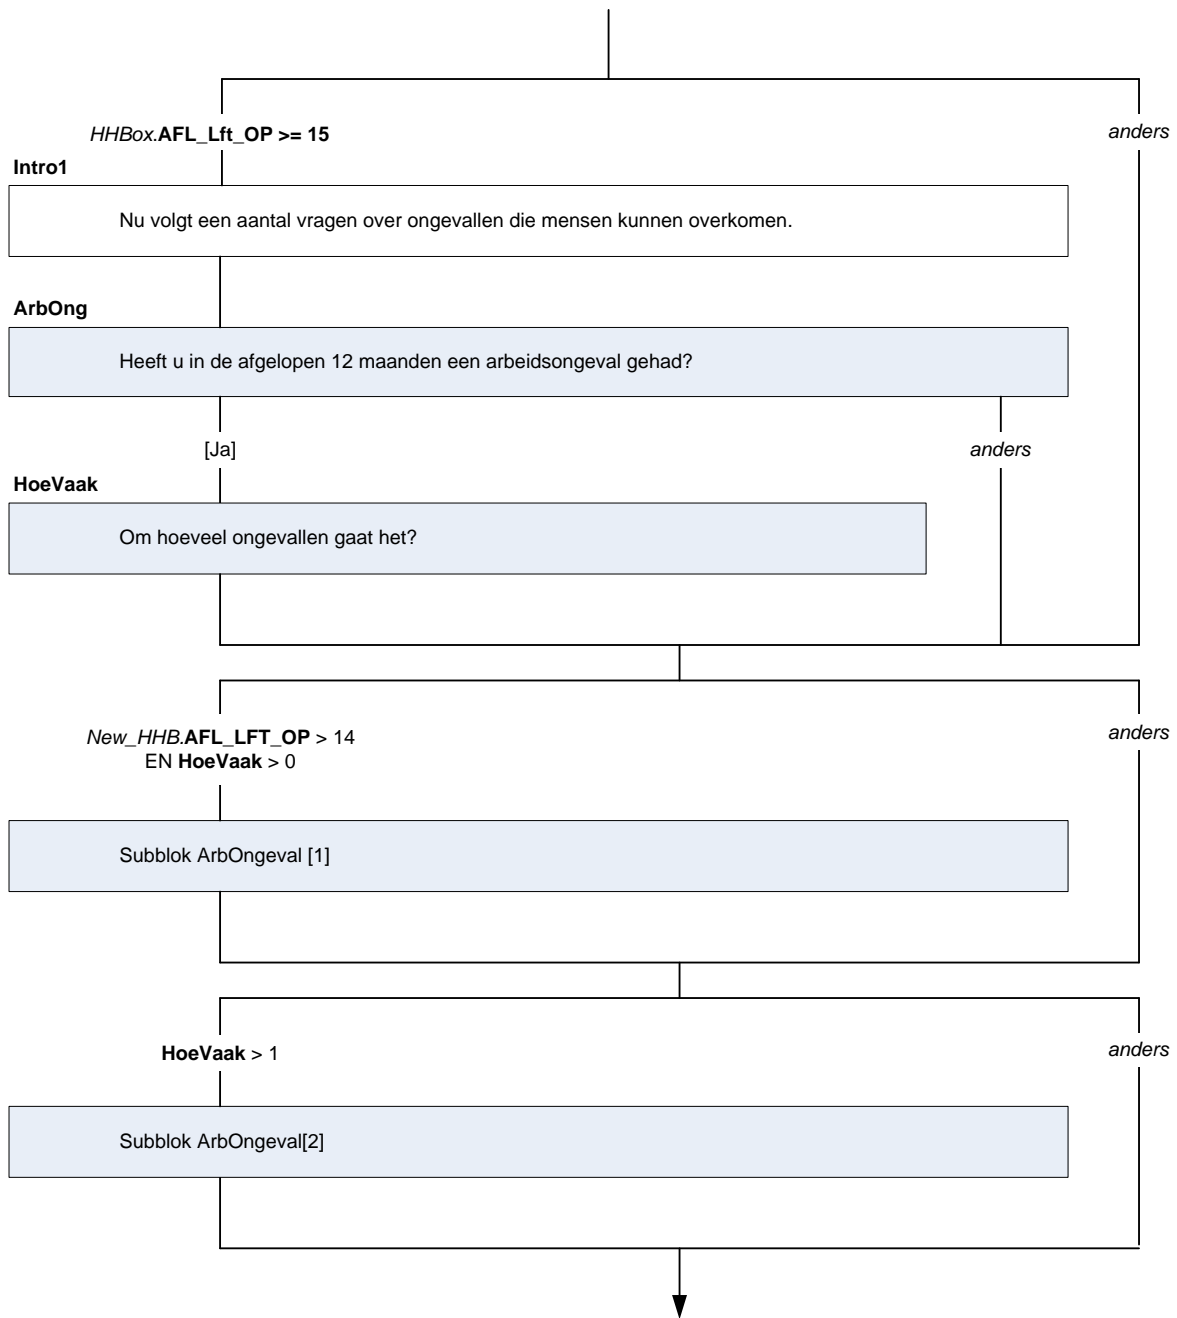 HHBox.AFL_Lft_OP >= 15
anders
Intro1
Nu volgt een aantal vragen over ongevallen die mensen kunnen overkomen.
ArbOng
Heeft u in de afgelopen 12 maanden een arbeidsongeval gehad?
[Ja]
anders
HoeVaak
Om hoeveel ongevallen gaat het?
New_HHB.AFL_LFT_OP > 14
EN HoeVaak > 0
anders
Subblok ArbOngeval [1]
HoeVaak > 1
anders
Subblok ArbOngeval[2]